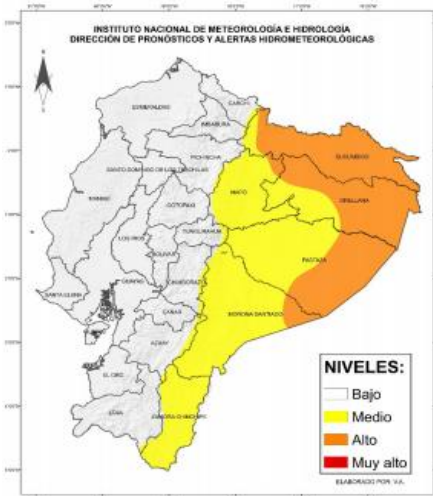 INSTITUTO NACIONAL DE METEOROLOGÍA E HIDROLOGÍA
DIRECCIÓN DE PRONÓSTICOS Y ALERTAS HIDROMETEOROLÓGICAS
CARCHI
ESMERALDAS
IMBABURA
SUCUMBIOS
PICHINCHA
SANTO DOMINGO DE LOS TSACHILAS
NAPO
ORELLANA
MANABI
COTOPAXI
TUNGURAHUA
LOS RIOS
BOLIVAR
PASTAZA
CHIMBORAZO
GUAYAS
SANTA ELENA
MORONA SANTIAGO
CAÑAR
AZUAY
EL ORO
LOJA
ZAMORA CHINCHIPE
NIVELES:
Bajo
Medio
Alto
Muy alto
ELABORADO POR: V.A.